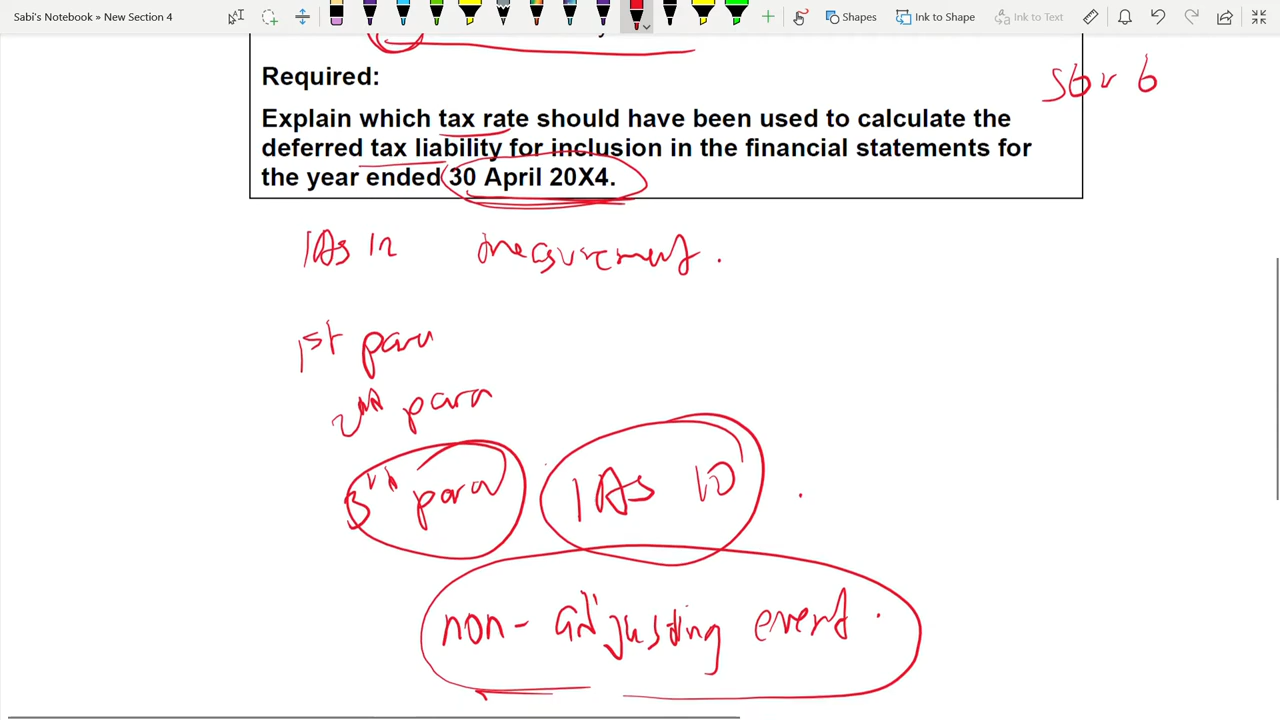 Sabi's Notebook » New Section 4
Shapes
Ink to Shape
Ink to Text
Required:
Explain which tax rate should have been used to calculate the
deferred tax liability for inclusion in the financial statements for
the year ended 30 April 20X4.
Sbr 6
IAS 12 measurement.
1st para
2nd para
3rd para IAS 10.
non-adjusting event.